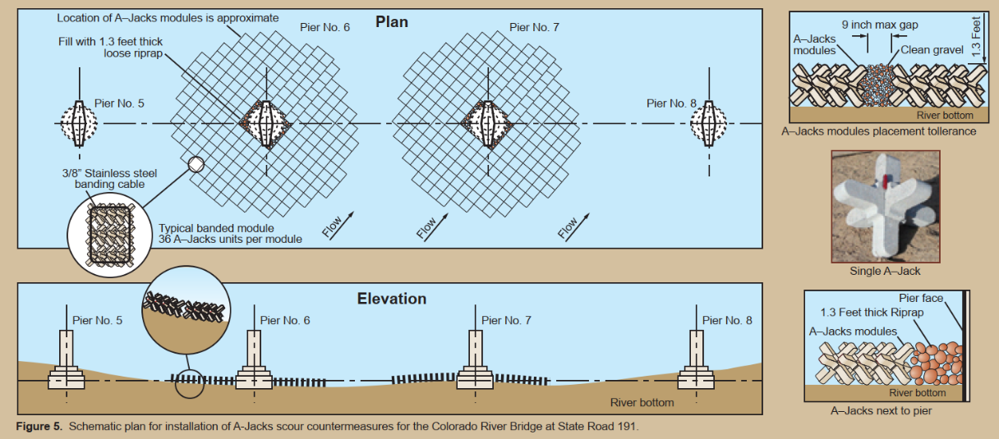 Plan
Location of A–Jacks modules is approximate
Pier No. 6
Pier No. 7
Fill with 1.3 feet thick
loose riprap
Pier No. 5
Pier No. 8
3/8" Stainless steel
banding cable
Typical banded module
36 A–Jacks units per module
Flow
Flow
Flow
9 inch max gap
A–Jacks
modules
Clean gravel
1.3 Feet
River bottom
A–Jacks modules placement tollerance
Single A–Jack
Elevation
Pier No. 5
Pier No. 6
Pier No. 7
Pier No. 8
River bottom
Pier face
1.3 Feet thick Riprap
A–Jacks modules
River bottom
A–Jacks next to pier
Figure 5. Schematic plan for installation of A-Jacks scour countermeasures for the Colorado River Bridge at State Road 191.